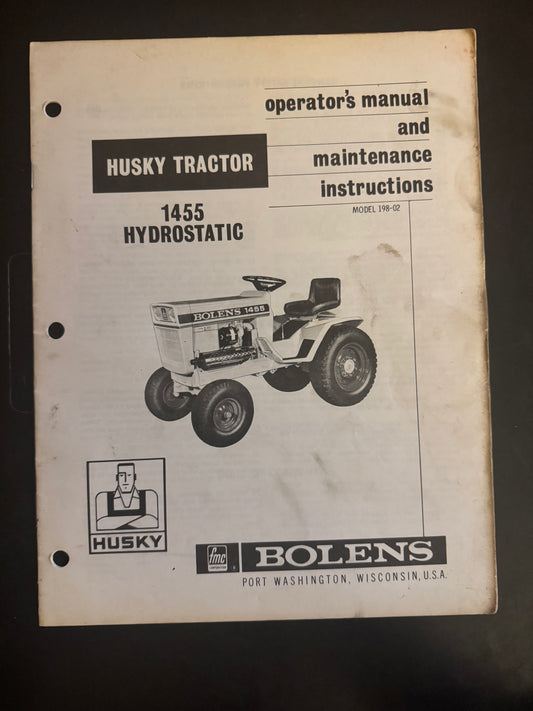 operator's manual
and
maintenance
instructions
MODEL 198-02
HUSKY TRACTOR
1455
HYDROSTATIC
BOLENS 1455
HUSKY
fmc
CORPORATION
BOLENS
PORT WASHINGTON, WISCONSIN, U.S.A.